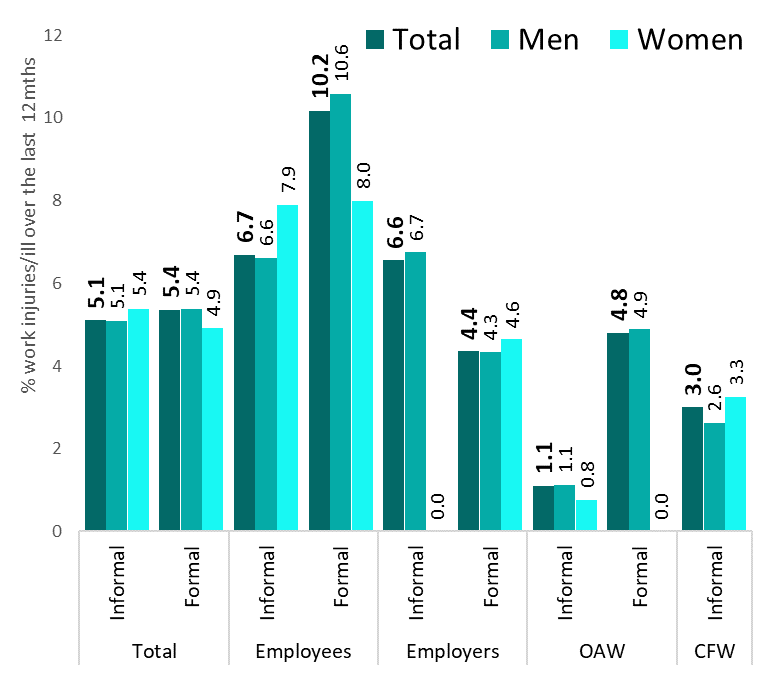 Total Men Women
% work injuries/ill over the last 12mths
12
10
8
6
4
2
0
5.1 5.1 5.4
5.4 5.4 4.9
6.7 6.6 7.9
10.2 10.6 8.0
6.6 6.7 0.0
4.4 4.3 4.6
1.1 1.1 0.8
4.8 4.9 0.0
3.0 2.6 3.3
Informal Formal Informal Formal Informal Formal Informal Formal Informal
Total Employees Employers OAW CFW